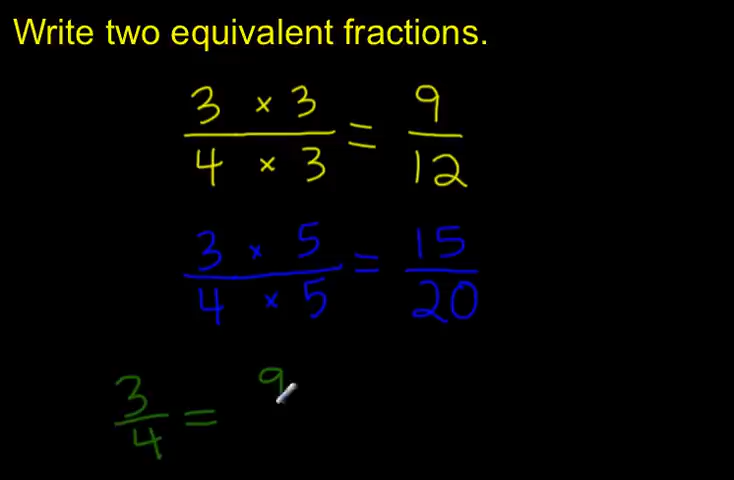 Write two equivalent fractions.
3 × 3
4 × 3
=
9
12
3 × 5
4 × 5
=
15
20
3
4
=
9